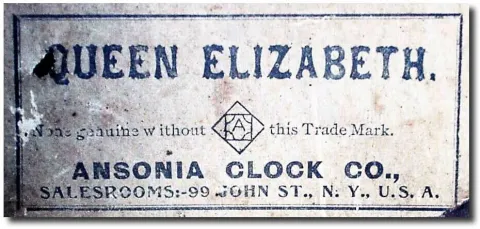 QUEEN ELIZABETH.
None genuine without A this Trade Mark.
ANSONIA CLOCK CO.,
SALESROOMS:-99 JOHN ST., N. Y., U. S. A.